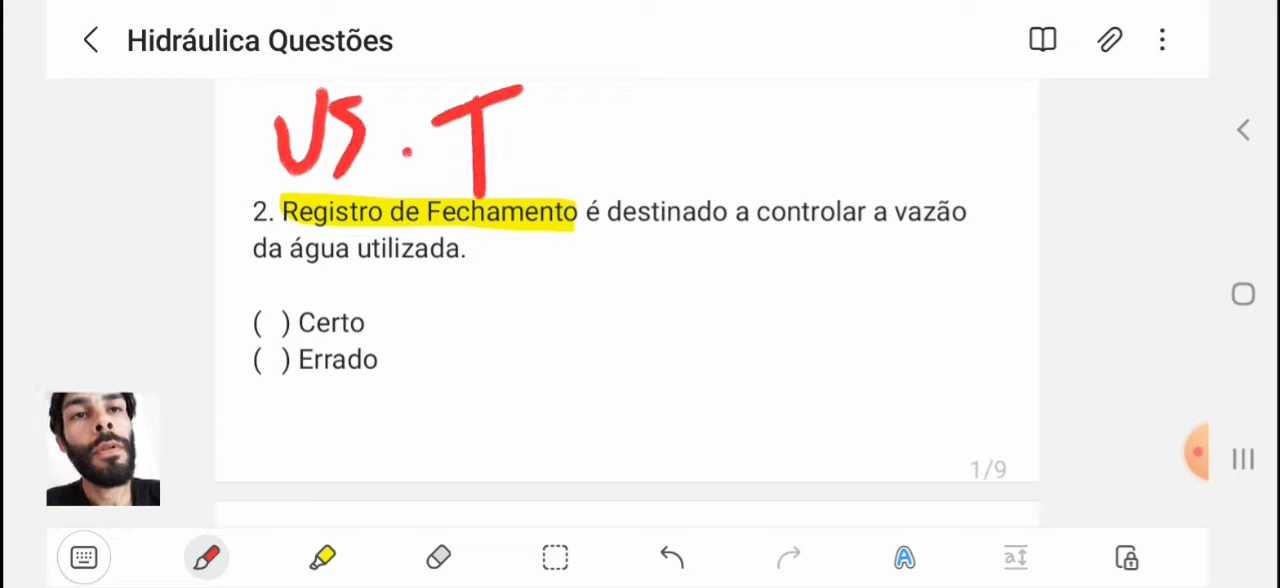 Hidráulica Questões
US . T
2. Registro de Fechamento é destinado a controlar a vazão
da água utilizada.
( ) Certo
( ) Errado
1/9